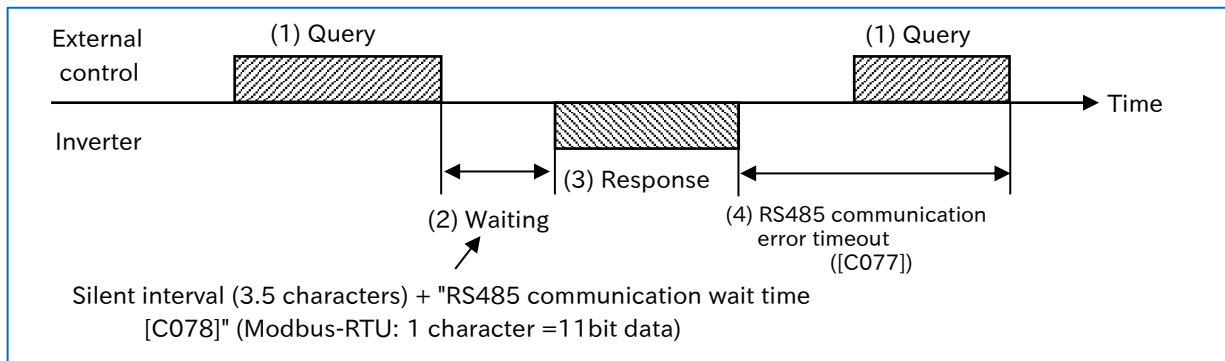 External
control
(1) Query
(1) Query
Time
Inverter
(3) Response
(2) Waiting
(4) RS485 communication
error timeout
([C077])
Silent interval (3.5 characters) + "RS485 communication wait time
[C078]" (Modbus-RTU: 1 character =11bit data)